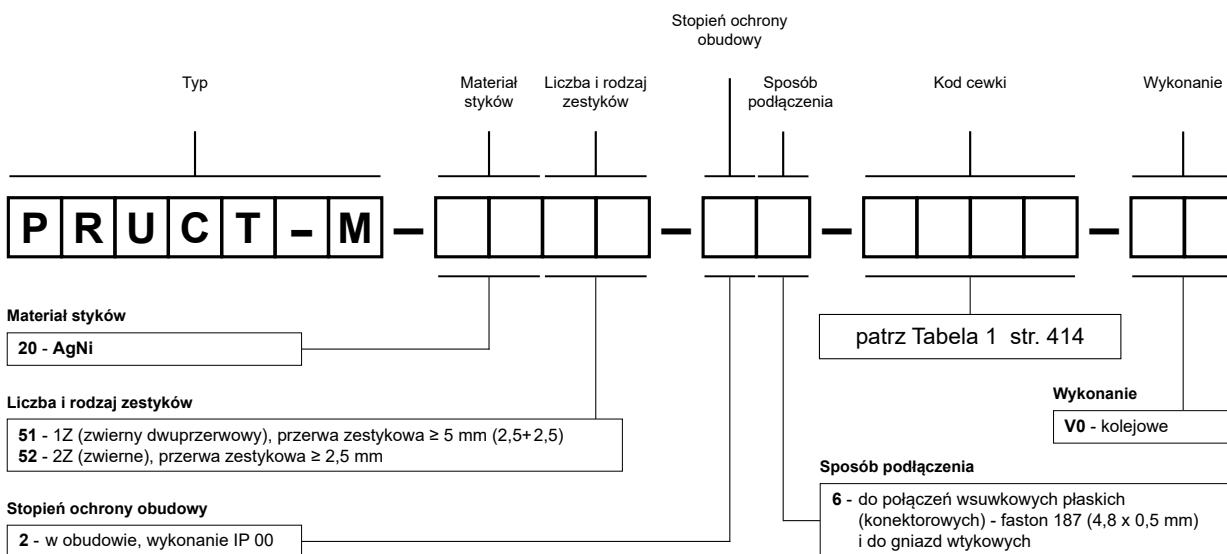 Stopień ochrony
obudowy
Typ
Materiał
styków
Liczba i rodzaj
zestyków
Sposób
podłączenia
Kod cewki
Wykonanie
PRUCT-M – – – –
Materiał styków
20 - AgNi
patrz Tabela 1 str. 414
Liczba i rodzaj zestyków
51 - 1Z (zwierny dwuprzerwowy), przerwa zestykowa ≥ 5 mm (2,5+2,5)
52 - 2Z (zwierne), przerwa zestykowa ≥ 2,5 mm
Wykonanie
V0 - kolejowe
Stopień ochrony obudowy
2 - w obudowie, wykonanie IP 00
Sposób podłączenia
6 - do połączeń wsuwkowych płaskich
(konektorowych) - faston 187 (4,8 x 0,5 mm)
i do gniazd wtykowych